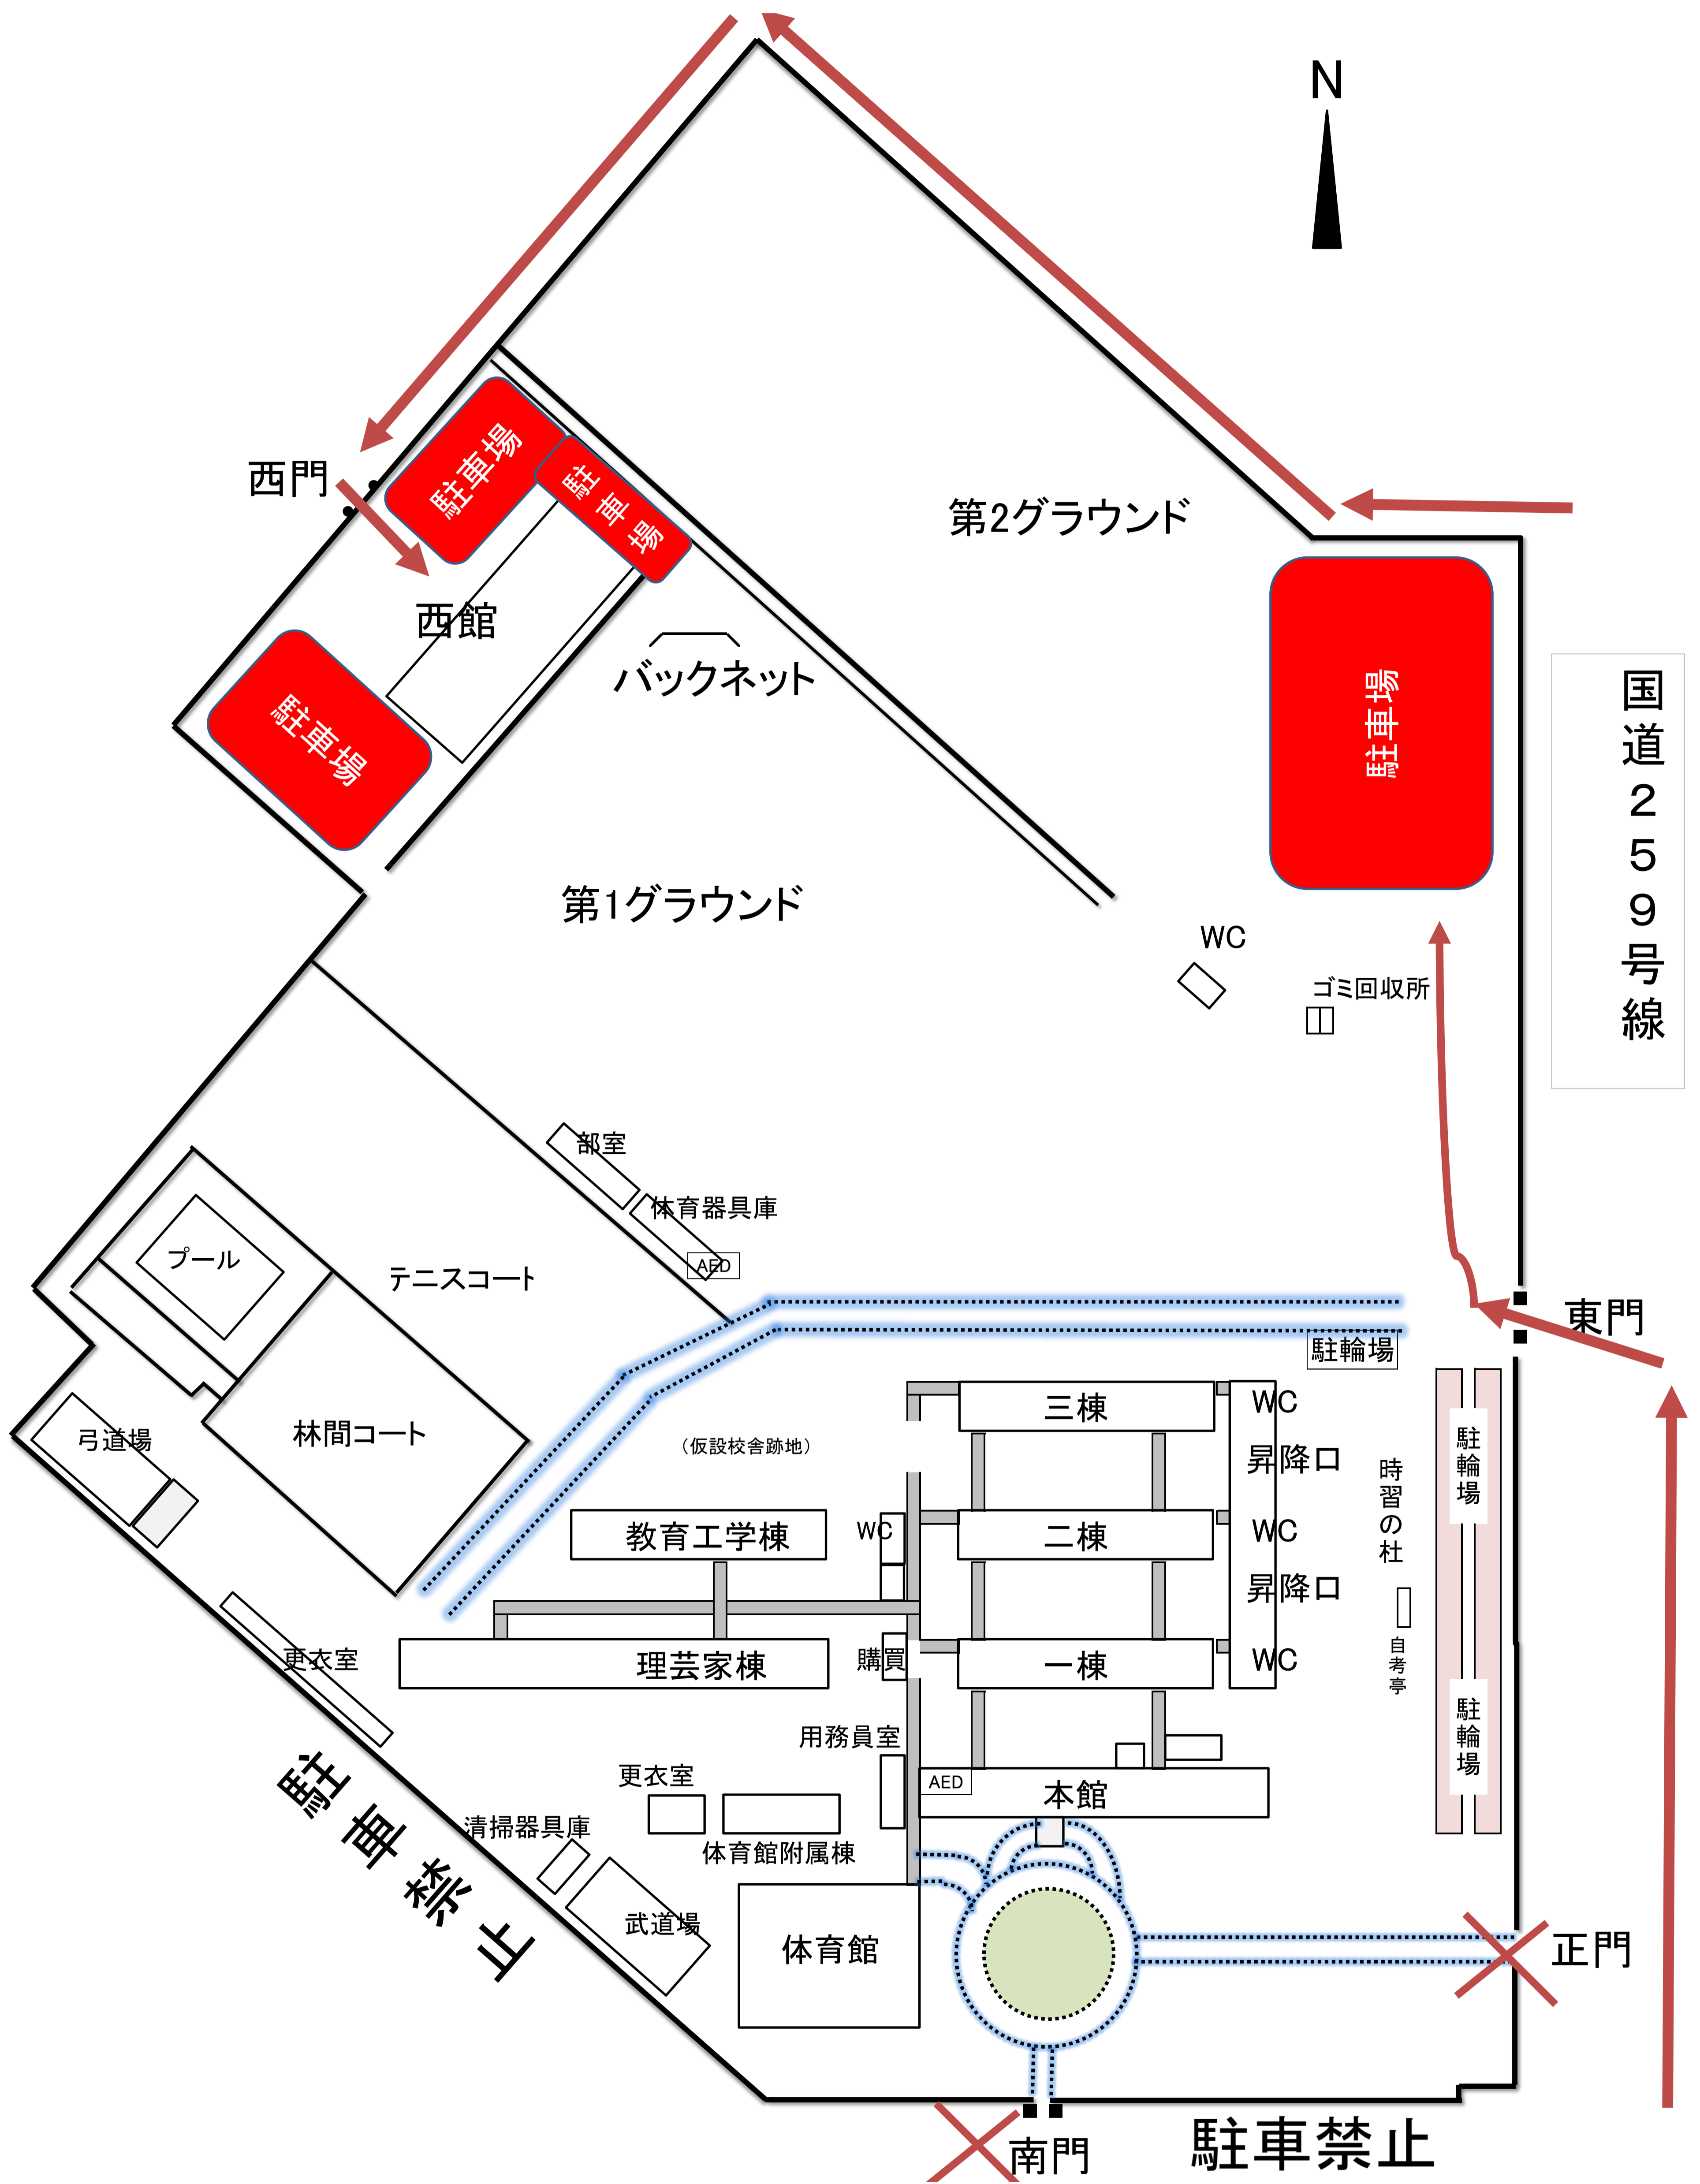 N
西門
駐車場
駐車場
第2グラウンド
西館
バックネット
駐車場
駐車場
国道259号線
第1グラウンド
WC
ゴミ回収所
部室
体育器具庫
AED
プール
テニスコート
東門
駐輪場
三棟
WC
弓道場
林間コート
(仮設校舎跡地)
昇降口
時習の杜
駐輪場
教育工学棟
WC
二棟
WC
昇降口
自考亭
更衣室
理芸家棟
購買
一棟
WC
駐輪場
用務員室
更衣室
AED
本館
清掃器具庫
体育館附属棟
駐車禁止
武道場
体育館
正門
南門
駐車禁止